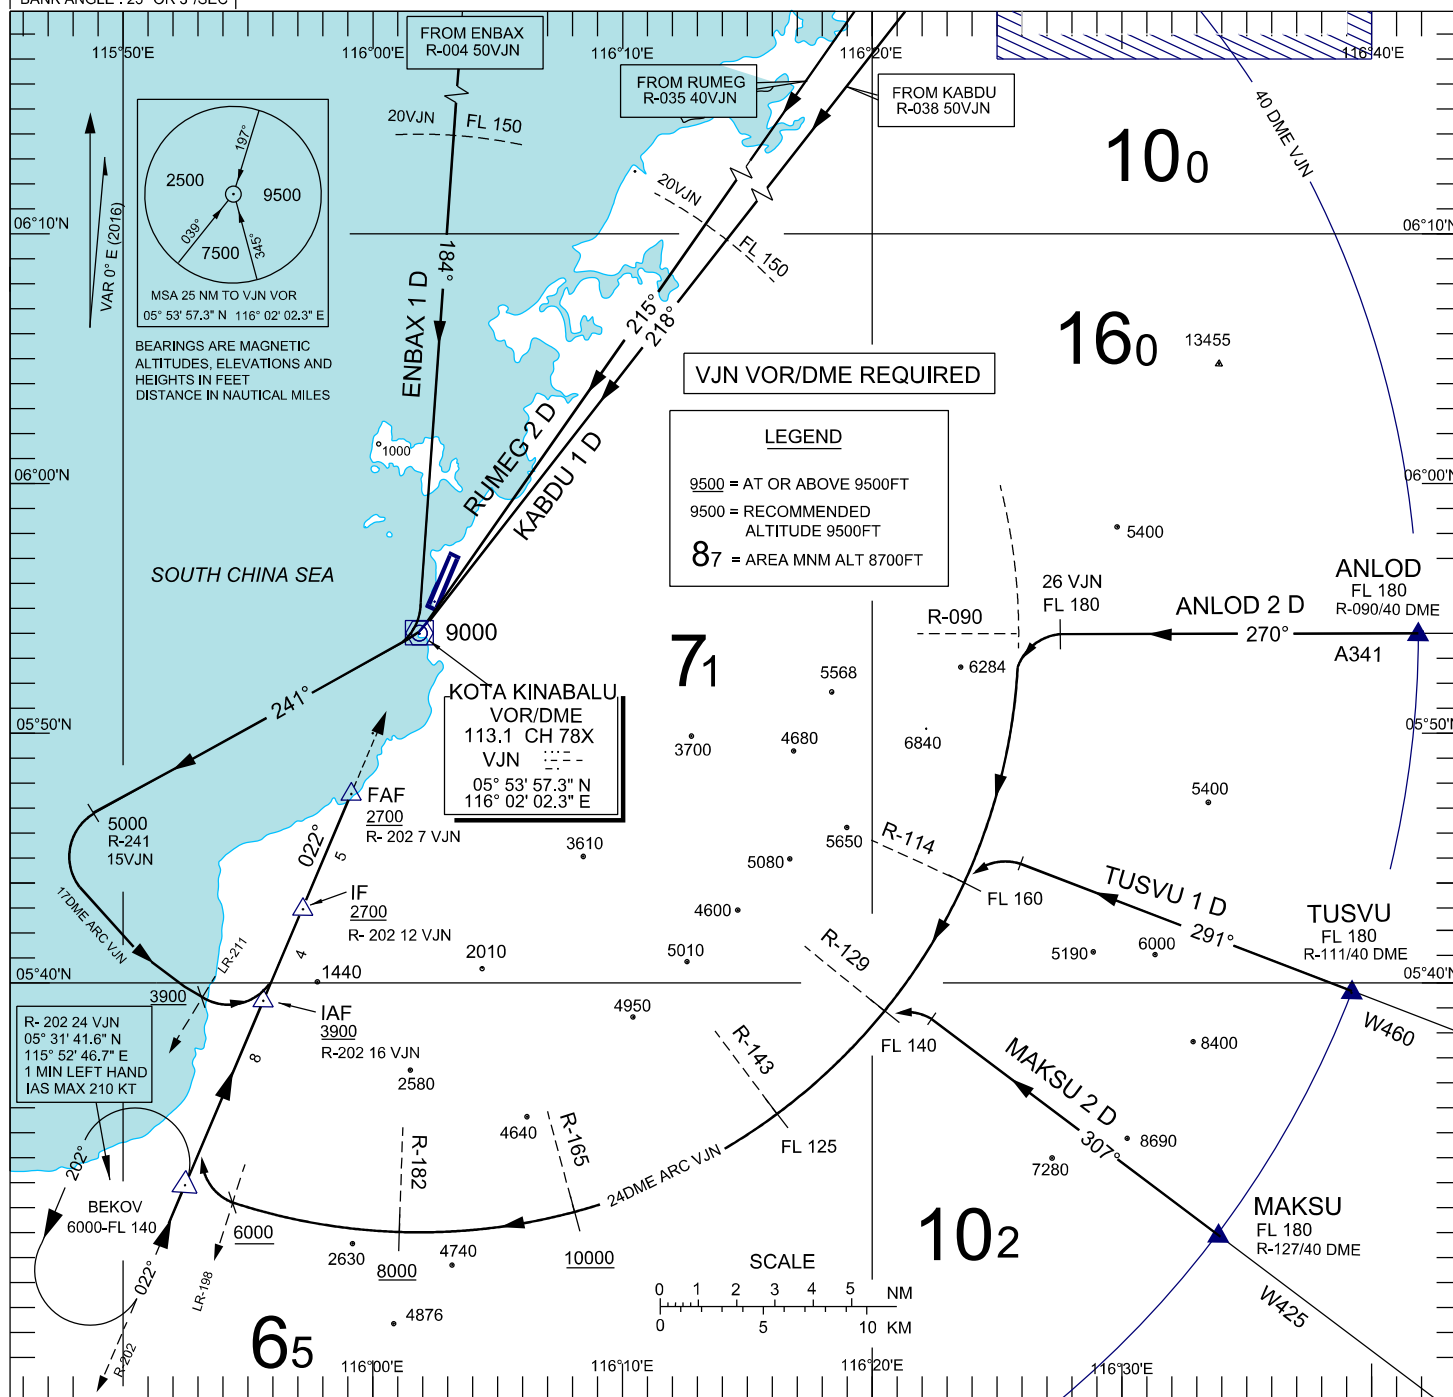 BANK ANGLE : 25° OR 3°/SEC
115°50'E
116°00'E
116°10'E
116°20'E
116°40'E
FROM ENBAX
R-004 50VJN
FROM RUMEG
R-035 40VJN
FROM KABDU
R-038 50VJN
20VJN
FL 150
20VJN
FL 150
40 DME VJN
10 0
VAR 0° E (2016)
197°
2500
9500
039°
345°
7500
MSA 25 NM TO VJN VOR
05° 53' 57.3" N 116° 02' 02.3" E
BEARINGS ARE MAGNETIC
ALTITUDES, ELEVATIONS AND
HEIGHTS IN FEET
DISTANCE IN NAUTICAL MILES
06°10'N
06°10'N
184°
ENBAX 1 D
215°
218°
RUMEG 2 D
KABDU 1 D
16 0
13455
VJN VOR/DME REQUIRED
LEGEND
9500 = AT OR ABOVE 9500FT
9500 = RECOMMENDED
ALTITUDE 9500FT
8 7 = AREA MNM ALT 8700FT
1000
06°00'N
06°00'N
5400
SOUTH CHINA SEA
9000
7 1
R-090
26 VJN
FL 180
ANLOD 2 D
270°
ANLOD
FL 180
R-090/40 DME
A341
6284
5568
241°
KOTA KINABALU
VOR/DME
113.1 CH 78X
VJN
05° 53' 57.3" N
116° 02' 02.3" E
05°50'N
05°50'N
3700
4680
6840
5400
5000
R-241
15VJN
FAF
2700
R- 202 7 VJN
022°
5
3610
5080
5650
R-114
FL 160
TUSVU 1 D
291°
TUSVU
FL 180
R-111/40 DME
W460
17DME ARC VJN
LR-211
IF
2700
R- 202 12 VJN
4
4600
2010
5010
R-129
5190
6000
05°40'N
05°40'N
3900
1440
IAF
3900
R-202 16 VJN
8
4950
FL 140
8400
R- 202 24 VJN
05° 31' 41.6" N
115° 52' 46.7" E
1 MIN LEFT HAND
IAS MAX 210 KT
2580
R-143
MAKSU 2 D
307°
8690
7280
4640
R-165
FL 125
R-182
202°
24DME ARC VJN
BEKOV
6000-FL 140
6000
10 2
MAKSU
FL 180
R-127/40 DME
W425
2630
4740
8000
10000
022°
LR-198
R-202
4876
6 5
SCALE
0 1 2 3 4 5 NM
0 5 10 KM
116°00'E
116°10'E
116°20'E
116°30'E